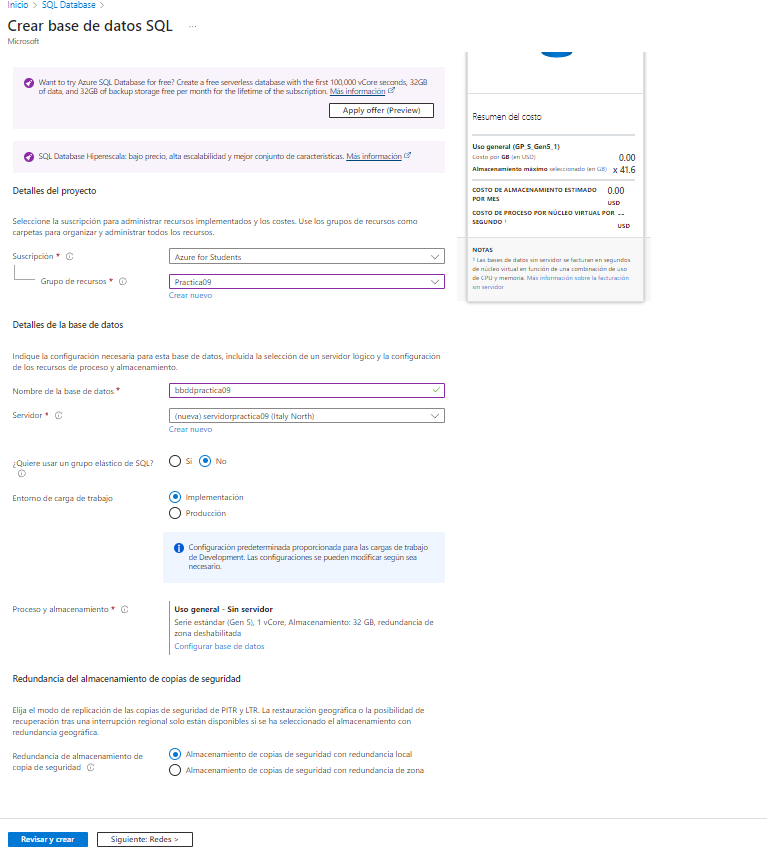 Inicio > SQL Database >
Crear base de datos SQL ...
Microsoft
Want to try Azure SQL Database for free? Create a free serverless database with the first 100,000 vCore seconds, 32GB
of data, and 32GB of backup storage free per month for the lifetime of the subscription. Más información
Apply offer (Preview)
SQL Database Hiperescala: bajo precio, alta escalabilidad y mejor conjunto de características. Más información
Detalles del proyecto
Seleccione la suscripción para administrar recursos implementados y los costes. Use los grupos de recursos como
carpetas para organizar y administrar todos los recursos.
Suscripción *
Azure for Students
Grupo de recursos *
Practica09
Crear nuevo
Detalles de la base de datos
Indique la configuración necesaria para esta base de datos, incluida la selección de un servidor lógico y la configuración
de los recursos de proceso y almacenamiento.
Nombre de la base de datos *
bbddpractica09
Servidor *
(nueva) servidorpractica09 (Italy North)
Crear nuevo
¿Quiere usar un grupo elástico de SQL?
Sí
No
Entorno de carga de trabajo
Implementación
Producción
Configuración predeterminada proporcionada para las cargas de trabajo
de Development. Las configuraciones se pueden modificar según sea
necesario.
Proceso y almacenamiento *
Uso general - Sin servidor
Serie estándar (Gen 5), 1 vCore, Almacenamiento: 32 GB, redundancia de
zona deshabilitada
Configurar base de datos
Redundancia del almacenamiento de copias de seguridad
Elija el modo de replicación de las copias de seguridad de PITR y LTR. La restauración geográfica o la posibilidad de
recuperación tras una interrupción regional solo están disponibles si se ha seleccionado el almacenamiento con
redundancia geográfica.
Redundancia de almacenamiento de
copia de seguridad
Almacenamiento de copias de seguridad con redundancia local
Almacenamiento de copias de seguridad con redundancia de zona
Revisar y crear
Siguiente: Redes >
Resumen del costo
Uso general (GP_S_Gen5_1)
Costo por GB (en USD) 0.00
Almacenamiento máximo seleccionado (en GB) x 41.6
COSTO DE ALMACENAMIENTO ESTIMADO 0.00
POR MES
USD
COSTO DE PROCESO POR NÚCLEO VIRTUAL POR --
SEGUNDO ¹
USD
NOTAS
¹ Las bases de datos sin servidor se facturan en segundos
de núcleo virtual en función de una combinación de uso
de CPU y memoria. Más información sobre la facturación
sin servidor